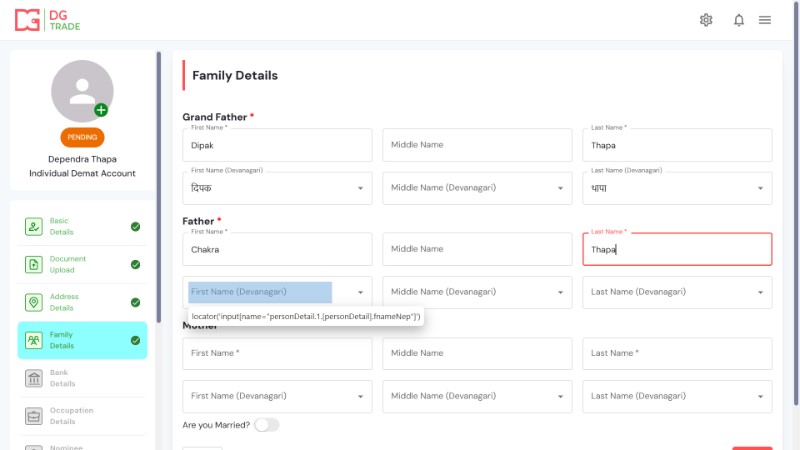 DG
TRADE
PENDING
Dependra Thapa
Individual Demat Account
Basic
Details
Document
Upload
Address
Details
Family
Details
Bank
Details
Occupation
Details
Nominee
Family Details
Grand Father *
First Name *
Dipak
Middle Name
Last Name *
Thapa
First Name (Devanagari)
दिपक
Middle Name (Devanagari)
Last Name (Devanagari)
थापा
Father *
First Name *
Chakra
Middle Name
Last Name *
Thapa
First Name (Devanagari)
Middle Name (Devanagari)
Last Name (Devanagari)
locator('input[name="personDetail.1.[personDetail].fnameNep"]')
Mother
First Name *
Middle Name
Last Name *
First Name (Devanagari)
Middle Name (Devanagari)
Last Name (Devanagari)
Are you Married?